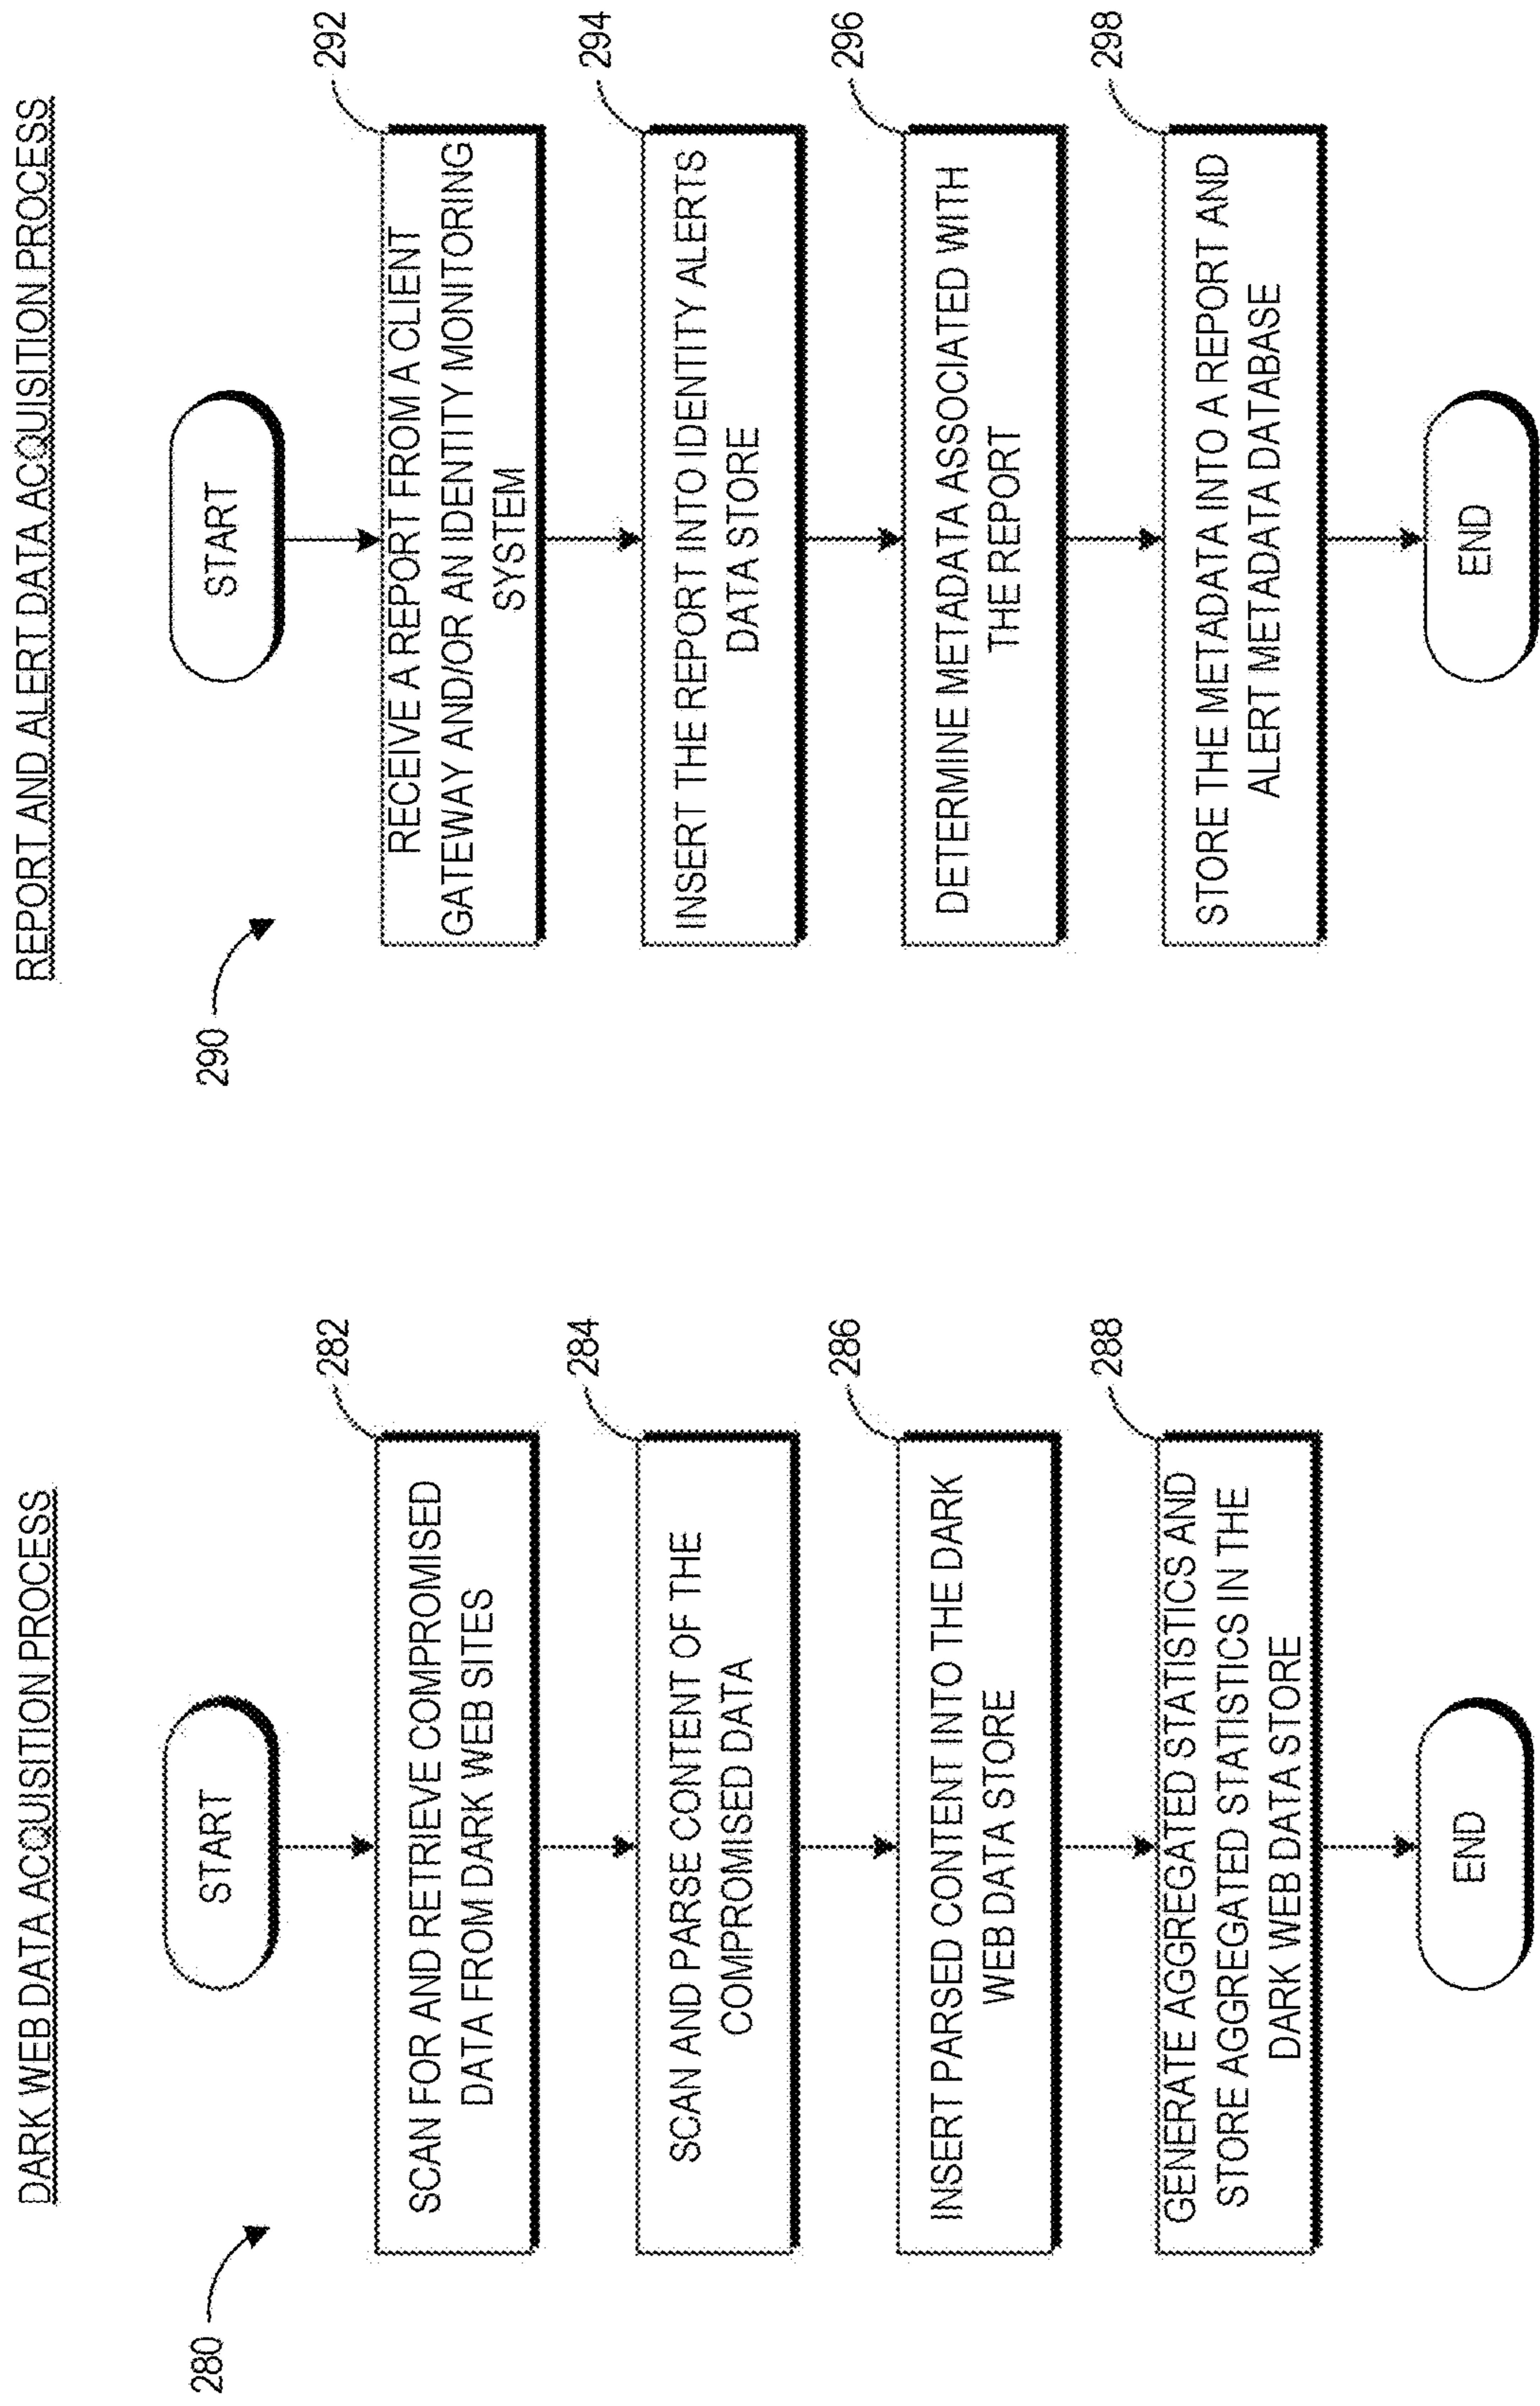 DARK WEB DATA ACQUISITION PROCESS
280
START
282
SCAN FOR AND RETRIEVE COMPROMISED
DATA FROM DARK WEB SITES
284
SCAN AND PARSE CONTENT OF THE
COMPROMISED DATA
286
INSERT PARSED CONTENT INTO THE DARK
WEB DATA STORE
288
GENERATE AGGREGATED STATISTICS AND
STORE AGGREGATED STATISTICS IN THE
DARK WEB DATA STORE
END
REPORT AND ALERT DATA ACQUISITION PROCESS
290
START
292
RECEIVE A REPORT FROM A CLIENT
GATEWAY AND/OR AN IDENTITY MONITORING
SYSTEM
294
INSERT THE REPORT INTO IDENTITY ALERTS
DATA STORE
296
DETERMINE METADATA ASSOCIATED WITH
THE REPORT
298
STORE THE METADATA INTO A REPORT AND
ALERT METADATA DATABASE
END